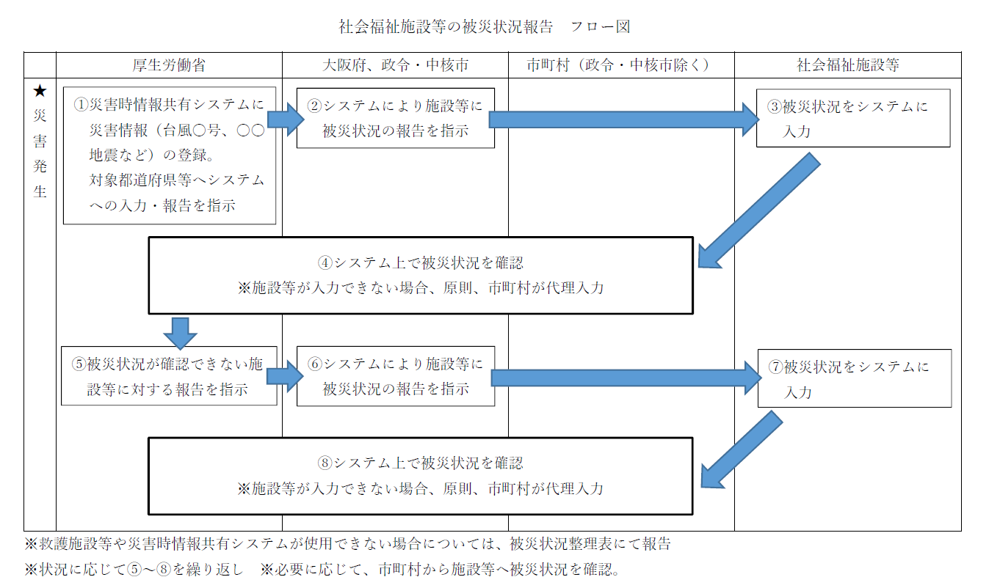 社会福祉施設等の被災状況報告　フロー図
厚生労働省
大阪府、政令・中核市
市町村（政令・中核市除く）
社会福祉施設等
★災害発生
①災害時情報共有システムに
災害情報（台風〇号、〇〇
地震など）の登録。
対象都道府県等へシステム
への入力・報告を指示
②システムにより施設等に
被災状況の報告を指示
③被災状況をシステムに
入力
④システム上で被災状況を確認
※施設等が入力できない場合、原則、市町村が代理入力
⑤被災状況が確認できない施
設等に対する報告を指示
⑥システムにより施設等に
被災状況の報告を指示
⑦被災状況をシステムに
入力
⑧システム上で被災状況を確認
※施設等が入力できない場合、原則、市町村が代理入力
※救護施設等や災害時情報共有システムが使用できない場合については、被災状況整理表にて報告
※状況に応じて⑤～⑧を繰り返し　※必要に応じて、市町村から施設等へ被災状況を確認。